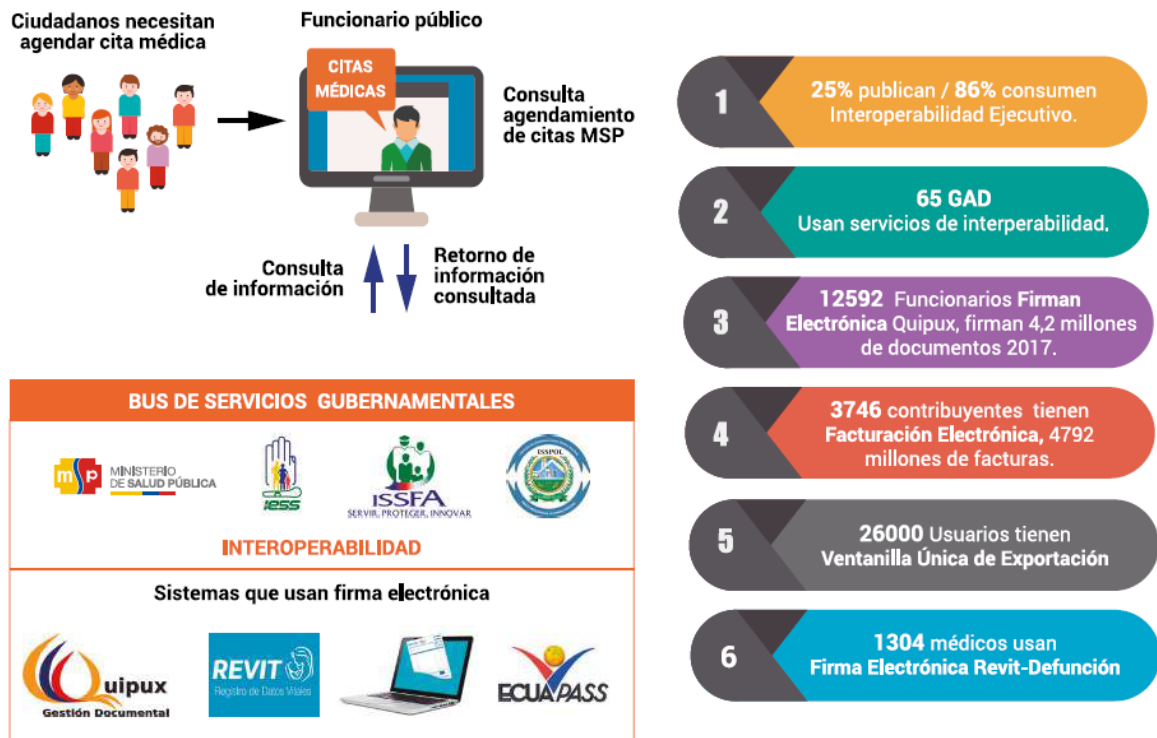 Ciudadanos necesitan
agendar cita médica
Funcionario público
CITAS
MÉDICAS
Consulta
agendamiento
de citas MSP
Consulta
de información
Retorno de
información
consultada
BUS DE SERVICIOS GUBERNAMENTALES
msp
MINISTERIO
DE SALUD PÚBLICA
iess
ISSFA
SERVIR, PROTEGER, INNOVAR
ISSPOL
INTEROPERABILIDAD
Sistemas que usan firma electrónica
Quipux
Gestión Documental
REVIT
Registro de Datos Vitales
ECUAPASS
1
25% publican / 86% consumen
Interoperabilidad Ejecutivo.
2
65 GAD
Usan servicios de interperabilidad.
3
12592 Funcionarios Firman
Electrónica Quipux, firman 4,2 millones
de documentos 2017.
4
3746 contribuyentes tienen
Facturación Electrónica, 4792
millones de facturas.
5
26000 Usuarios tienen
Ventanilla Única de Exportación
6
1304 médicos usan
Firma Electrónica Revit-Defunción